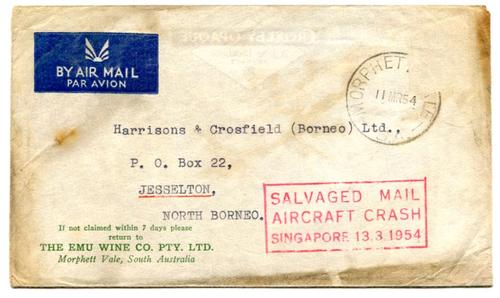 BY AIR MAIL
PAR AVION
11 MR 54
Harrisons & Crosfield (Borneo) Ltd.,
P. O. Box 22,
JESSELTON,
NORTH BORNEO.
SALVAGED MAIL
AIRCRAFT CRASH
SINGAPORE 13.3.1954
If not claimed within 7 days please
return to
THE EMU WINE CO. PTY. LTD.
Morphett Vale, South Australia